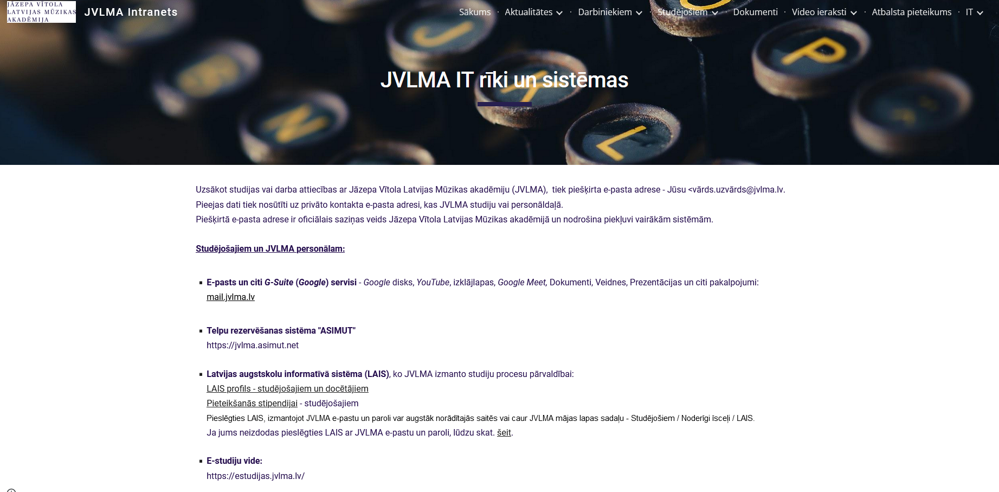 JĀZEPA VĪTOLA
LATVIJAS MŪZIKAS
AKADĒMIJA
JVLMA Intranets
Sākums · Aktualitātes · Darbiniekiem · Studējošiem · Dokumenti · Video ieraksti · Atbalsta pieteikums · IT
JVLMA IT rīki un sistēmas
Uzsākot studijas vai darba attiecības ar Jāzepa Vītola Latvijas Mūzikas akadēmiju (JVLMA),  tiek piešķirta e-pasta adrese - Jūsu <vārds.uzvārds@jvlma.lv.
Pieejas dati tiek nosūtīti uz privāto kontakta e-pasta adresi, kas JVLMA studiju vai personāldaļā.
Piešķirtā e-pasta adrese ir oficiālais saziņas veids Jāzepa Vītola Latvijas Mūzikas akadēmijā un nodrošina piekļuvi vairākām sistēmām.
Studējošajiem un JVLMA personālam:
▪ E-pasts un citi G-Suite (Google) servisi - Google disks, YouTube, izklājlapas, Google Meet, Dokumenti, Veidnes, Prezentācijas un citi pakalpojumi:
mail.jvlma.lv
▪ Telpu rezervēšanas sistēma "ASIMUT"
https://jvlma.asimut.net
▪ Latvijas augstskolu informatīvā sistēma (LAIS), ko JVLMA izmanto studiju procesu pārvaldībai:
LAIS profils - studējošajiem un docētājiem
Pieteikšanās stipendijai - studējošajiem
Pieslēgties LAIS, izmantojot JVLMA e-pastu un paroli var augstāk norādītajās saitēs vai caur JVLMA mājas lapas sadaļu - Studējošiem / Noderīgi īsceļi / LAIS.
Ja jums neizdodas pieslēgties LAIS ar JVLMA e-pastu un paroli, lūdzu skat. šeit.
▪ E-studiju vide:
https://estudijas.jvlma.lv/